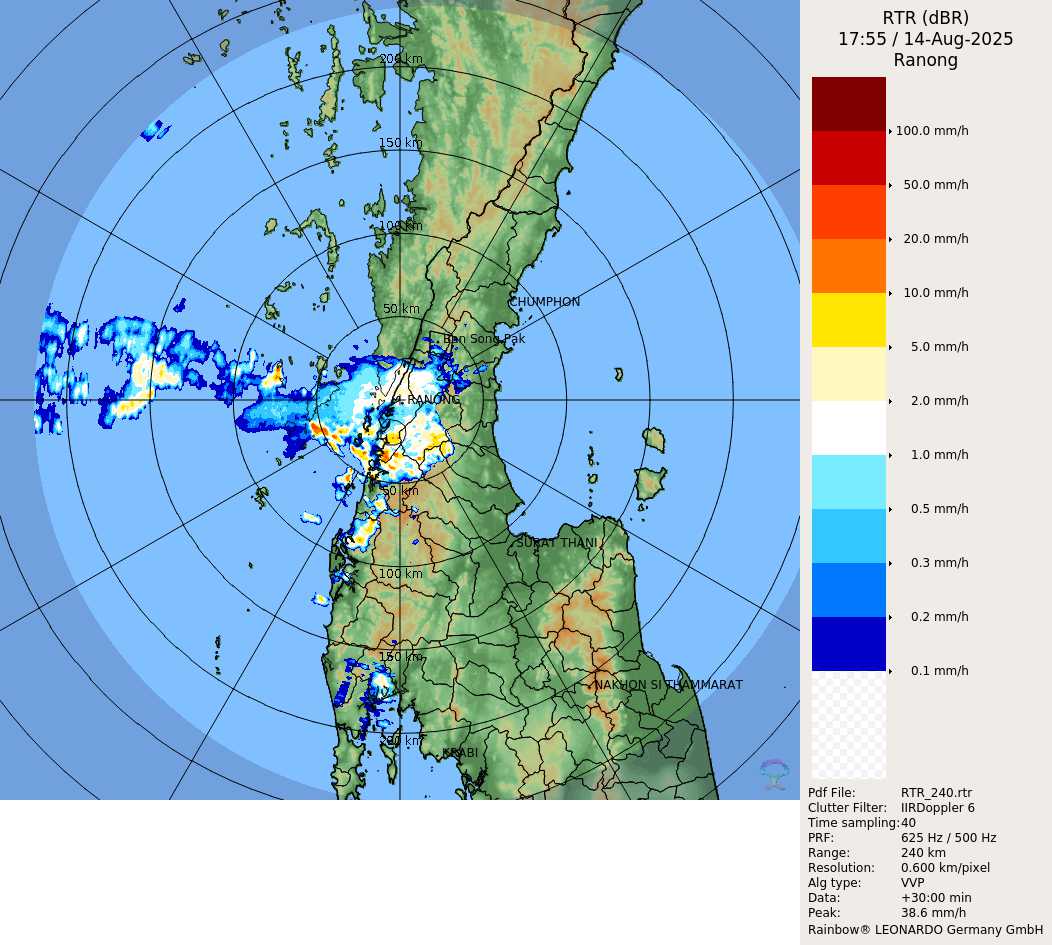 RTR (dBR)
17:55 / 14-Aug-2025
Ranong
200 km
150 km
100 km
50 km
CHUMPHON
Ban Song Pak
RANONG
50 km
SURAT THANI
100 km
150 km
NAKHON SI THAMMARAT
200 km
KRABI
100.0 mm/h
50.0 mm/h
20.0 mm/h
10.0 mm/h
5.0 mm/h
2.0 mm/h
1.0 mm/h
0.5 mm/h
0.3 mm/h
0.2 mm/h
0.1 mm/h
Pdf File: RTR_240.rtr
Clutter Filter: IIRDoppler 6
Time sampling:40
PRF: 625 Hz / 500 Hz
Range: 240 km
Resolution: 0.600 km/pixel
Alg type: VVP
Data: +30:00 min
Peak: 38.6 mm/h
Rainbow® LEONARDO Germany GmbH